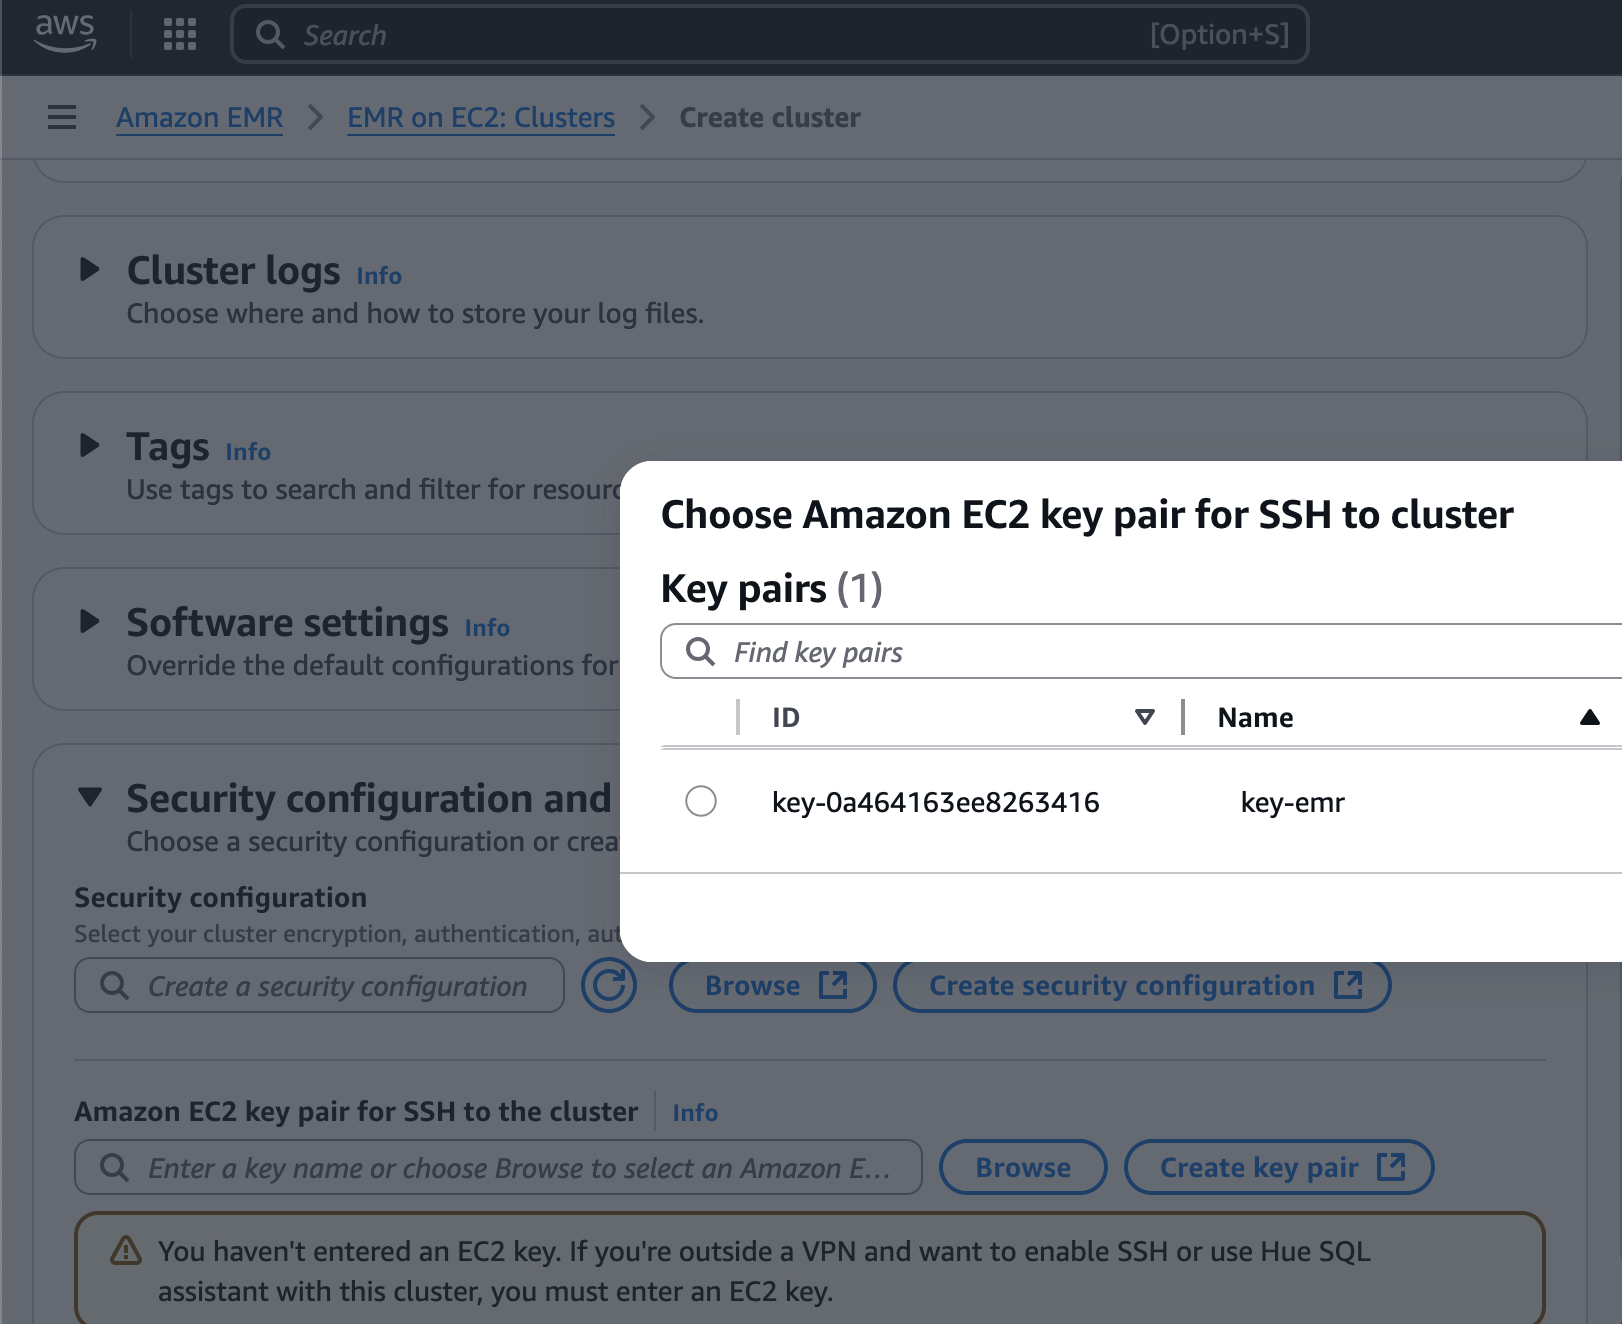 aws
Search
[Option+S]
Amazon EMR
EMR on EC2: Clusters
Create cluster
Cluster logs Info
Choose where and how to store your log files.
Tags Info
Use tags to search and filter for
Software settings Info
Override the default configurations for
Security configuration and
Choose a security configuration or
Security configuration
Select your cluster encryption, authentication,
Create a security configuration
Browse
Create security configuration
Amazon EC2 key pair for SSH to the cluster Info
Enter a key name or choose Browse to select an Amazon E...
Browse
Create key pair
You haven't entered an EC2 key. If you're outside a VPN and want to enable SSH or use Hue SQL
assistant with this cluster, you must enter an EC2 key.
Choose Amazon EC2 key pair for SSH to cluster
Key pairs (1)
Find key pairs
ID
Name
key-0a464163ee8263416
key-emr